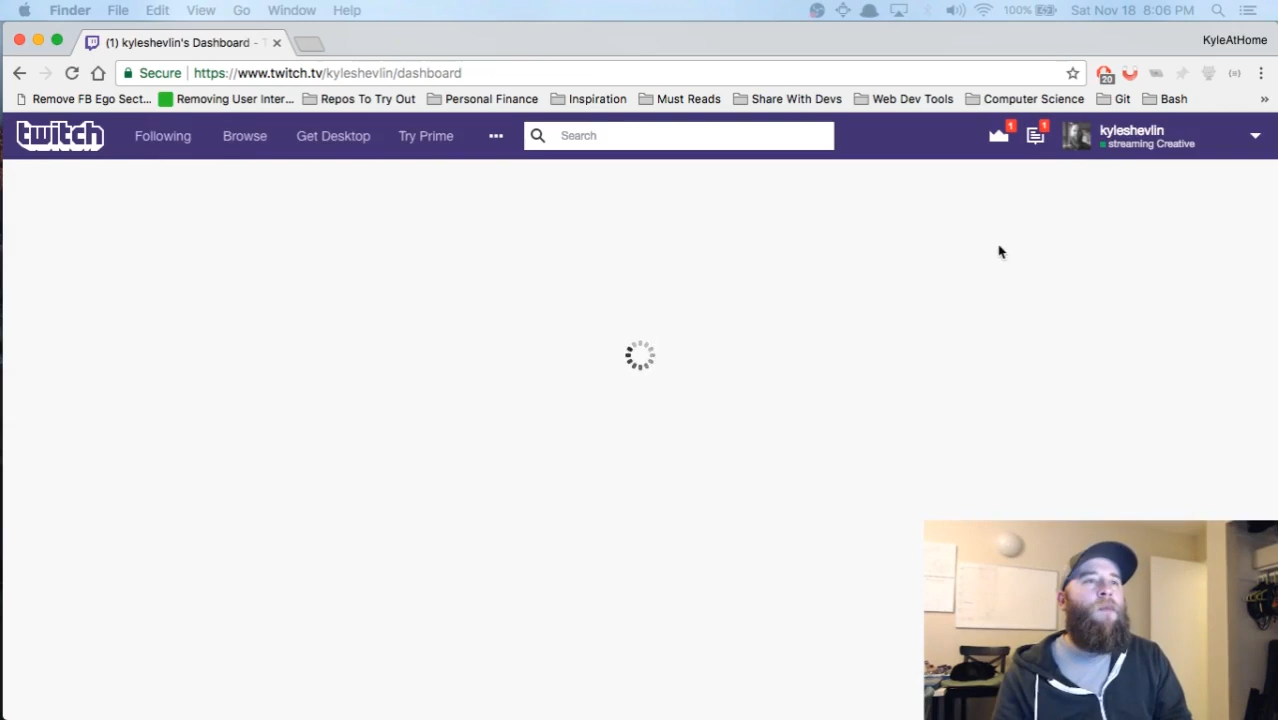 Finder File Edit View Go Window Help 100% Sat Nov 18 8:06 PM
(1) kyleshevlin's Dashboard - T KyleAtHome
Secure https://www.twitch.tv/kyleshevlin/dashboard 20
Remove FB Ego Sect... Removing User Inter... Repos To Try Out Personal Finance Inspiration Must Reads Share With Devs Web Dev Tools Computer Science Git Bash »
twitch Following Browse Get Desktop Try Prime ... Search 1 1 kyleshevlin
streaming Creative